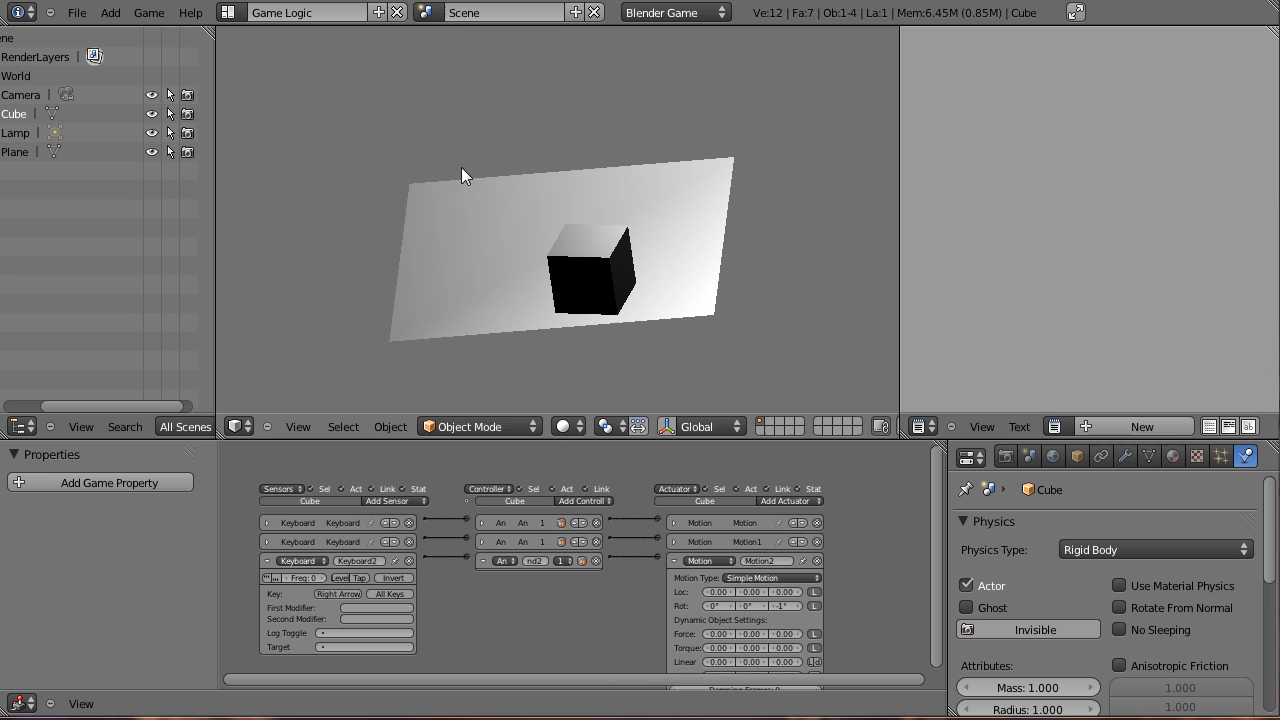 File Add Game Help Game Logic Scene Blender Game Ve:12 | Fa:7 | Ob:1-4 | La:1 | Mem:6.45M (0.85M) | Cube
ene
RenderLayers |
World
Camera |
Cube |
Lamp |
Plane |
View Search All Scenes
View Select Object Object Mode Global
View Text New
Properties
Add Game Property
Sensors Sel Act Link Stat Controller Sel Act Link Actuator Sel Act Link Stat
Cube Add Sensor Cube Add Controll Cube Add Actuator
Keyboard Keyboard An An 1 Motion Motion
Keyboard Keyboard An An 1 Motion Motion1
Keyboard Keyboard2 An nd2 1 Motion Motion2
Freq: 0 Level Tap Invert
Key: Right Arrow All Keys
First Modifier:
Second Modifier:
Log Toggle
Target
Motion Type: Simple Motion
Loc: 0.00 0.00 0.00 L
Rot: 0° 0° -1° L
Dynamic Object Settings:
Force: 0.00 0.00 0.00 L
Torque: 0.00 0.00 0.00 L
Linear 0.00 0.00 0.00
Damping Frames: 0
Cube
Physics
Physics Type: Rigid Body
Actor Use Material Physics
Ghost Rotate From Normal
Invisible No Sleeping
Attributes: Anisotropic Friction
Mass: 1.000 1.000
Radius: 1.000 1.000
View